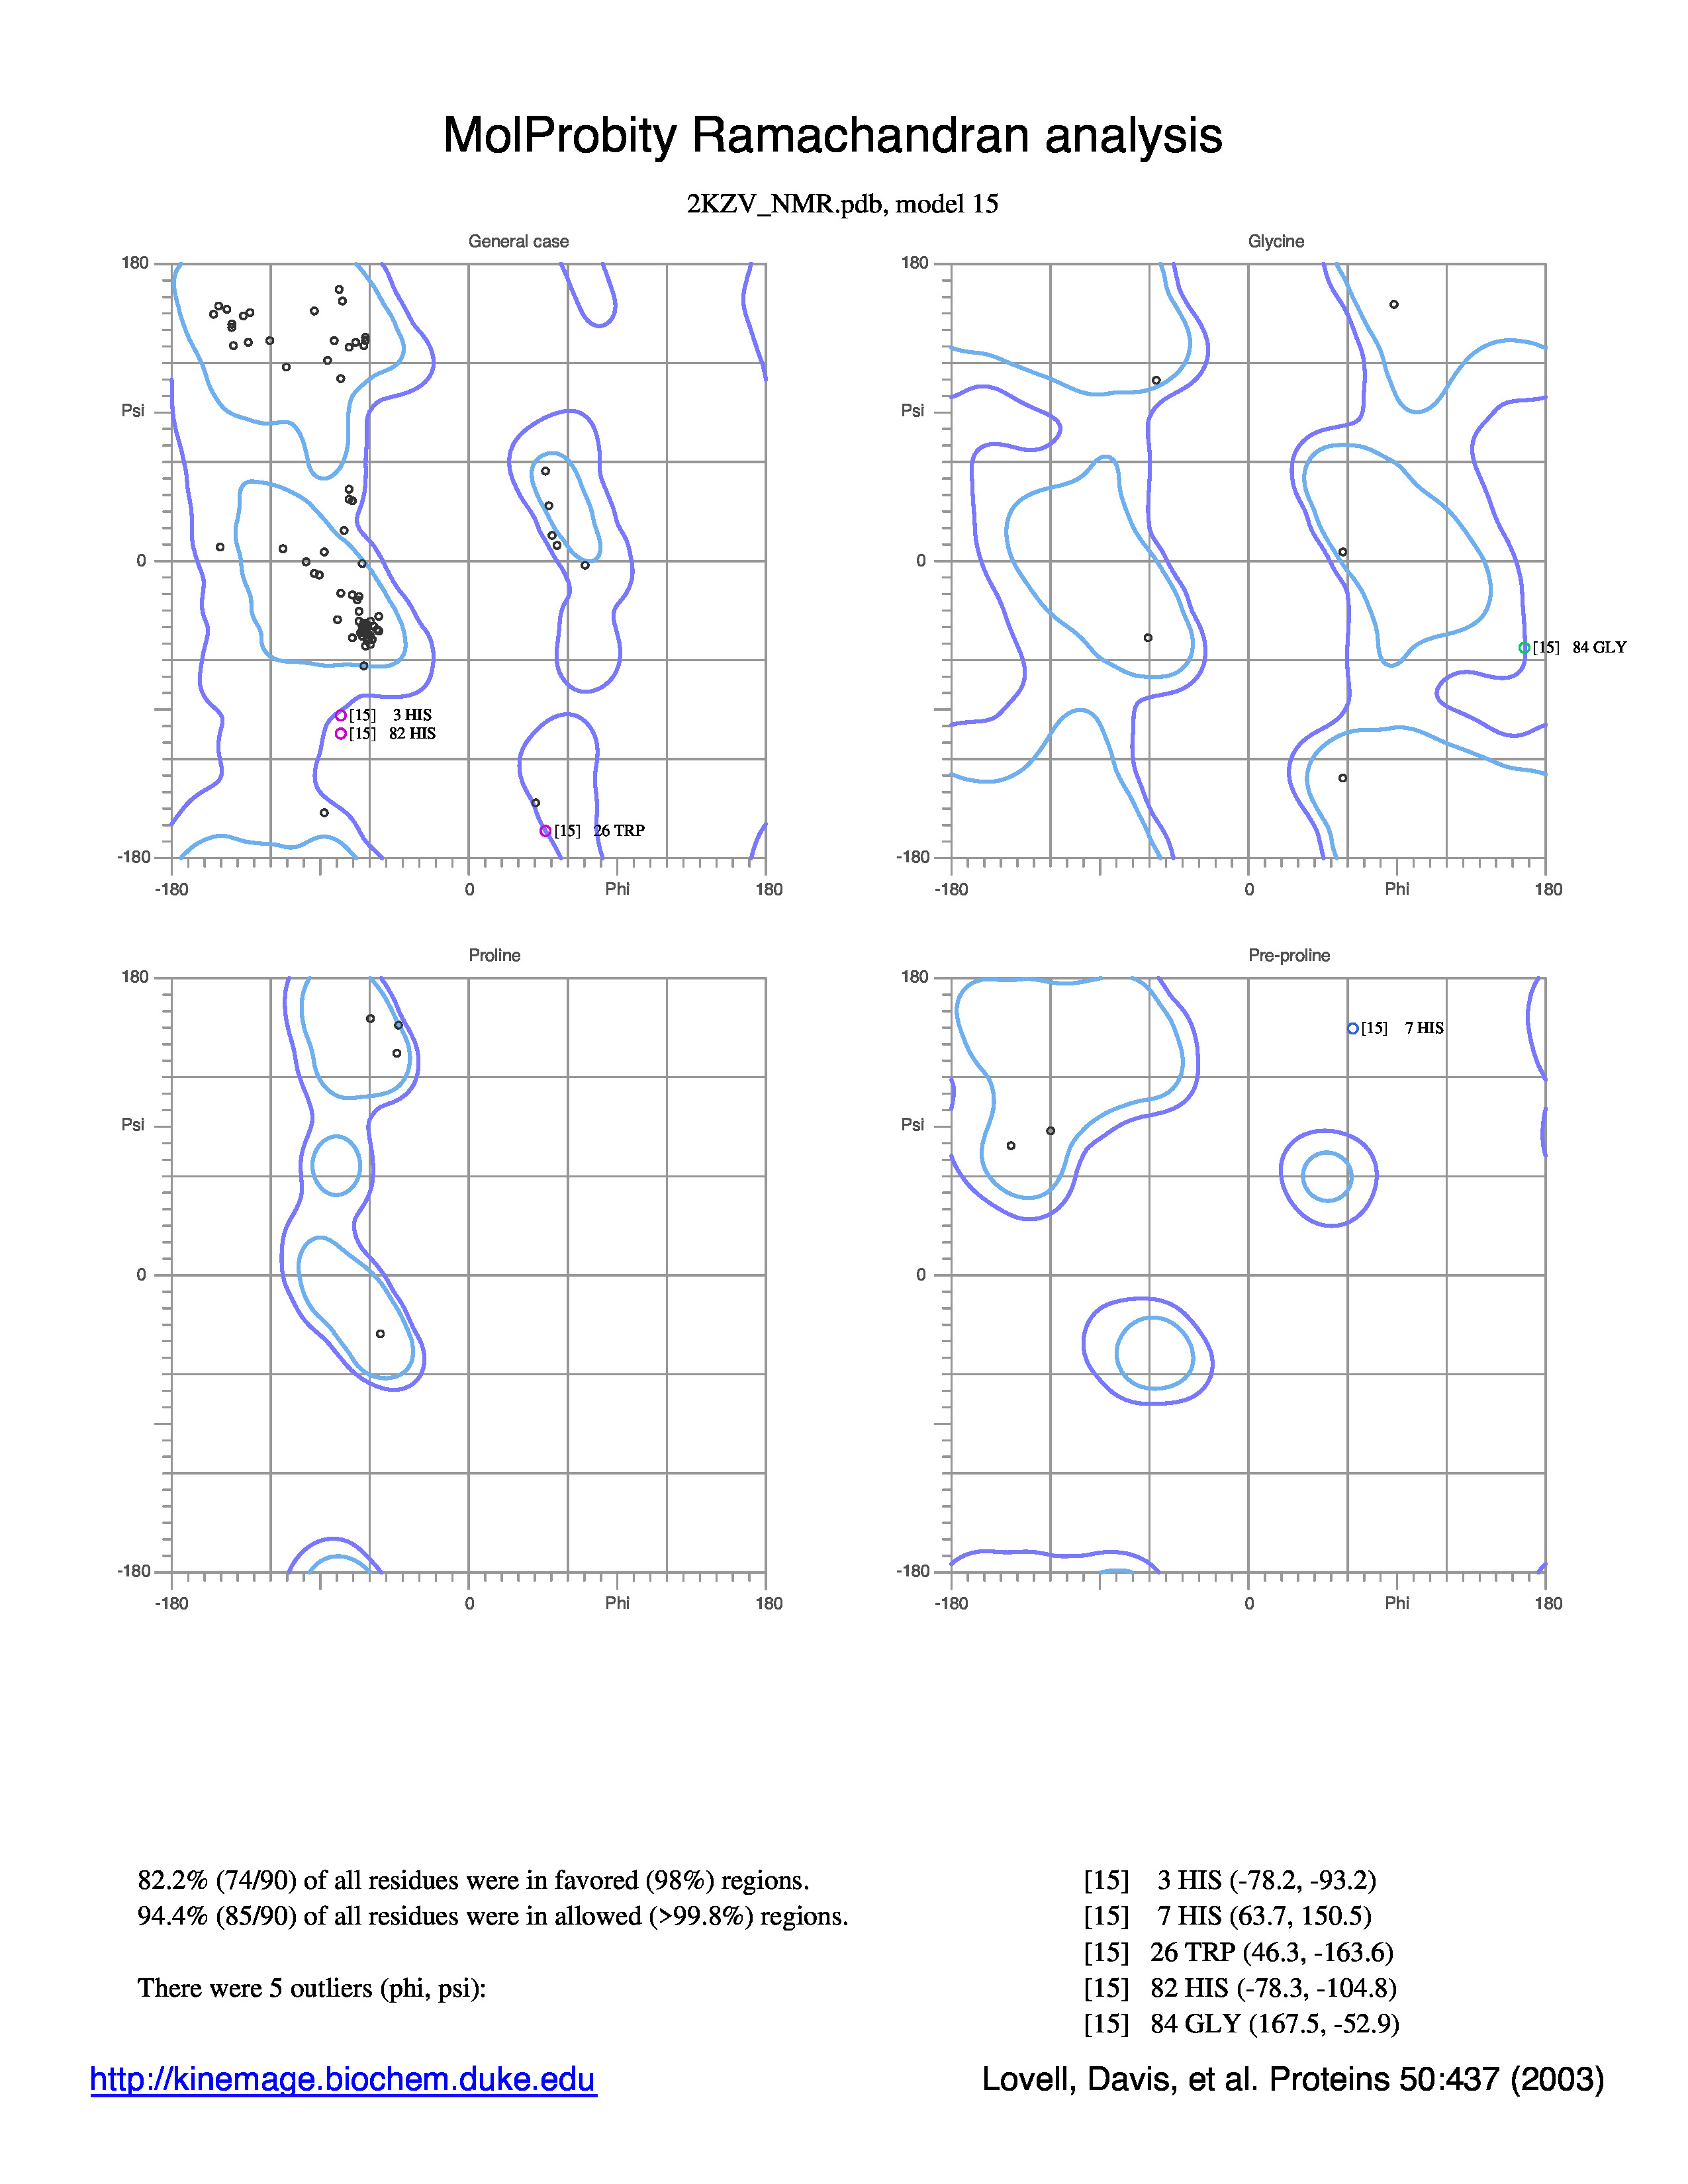 MolProbity Ramachandran analysis
2KZV_NMR.pdb, model 15
General case
180
Psi
0
-180
-180
0
Phi
180
[15] 3 HIS
[15] 82 HIS
[15] 26 TRP
Glycine
180
Psi
0
-180
-180
0
Phi
180
[15] 84 GLY
Proline
180
Psi
0
-180
-180
0
Phi
180
Pre-proline
180
Psi
0
-180
-180
0
Phi
180
[15] 7 HIS
82.2% (74/90) of all residues were in favored (98%) regions.
94.4% (85/90) of all residues were in allowed (>99.8%) regions.
There were 5 outliers (phi, psi):
[15] 3 HIS (-78.2, -93.2)
[15] 7 HIS (63.7, 150.5)
[15] 26 TRP (46.3, -163.6)
[15] 82 HIS (-78.3, -104.8)
[15] 84 GLY (167.5, -52.9)
http://kinemage.biochem.duke.edu
Lovell, Davis, et al. Proteins 50:437 (2003)